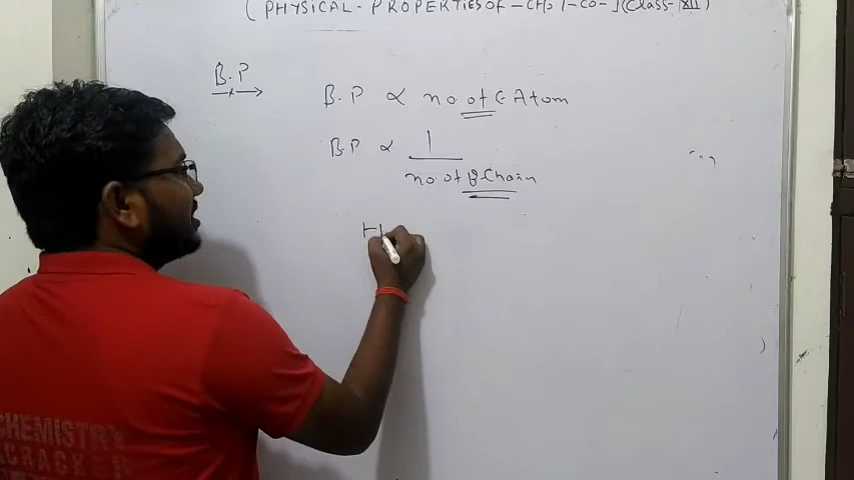 (PHYSICAL-PROPERTIES OF -CHO/-CO-)(Class-XII)
B.P →
B.P ∝ no of C Atom
B.P ∝ 1
no of B.Chain
H
CHEMISTRY
CRACKER